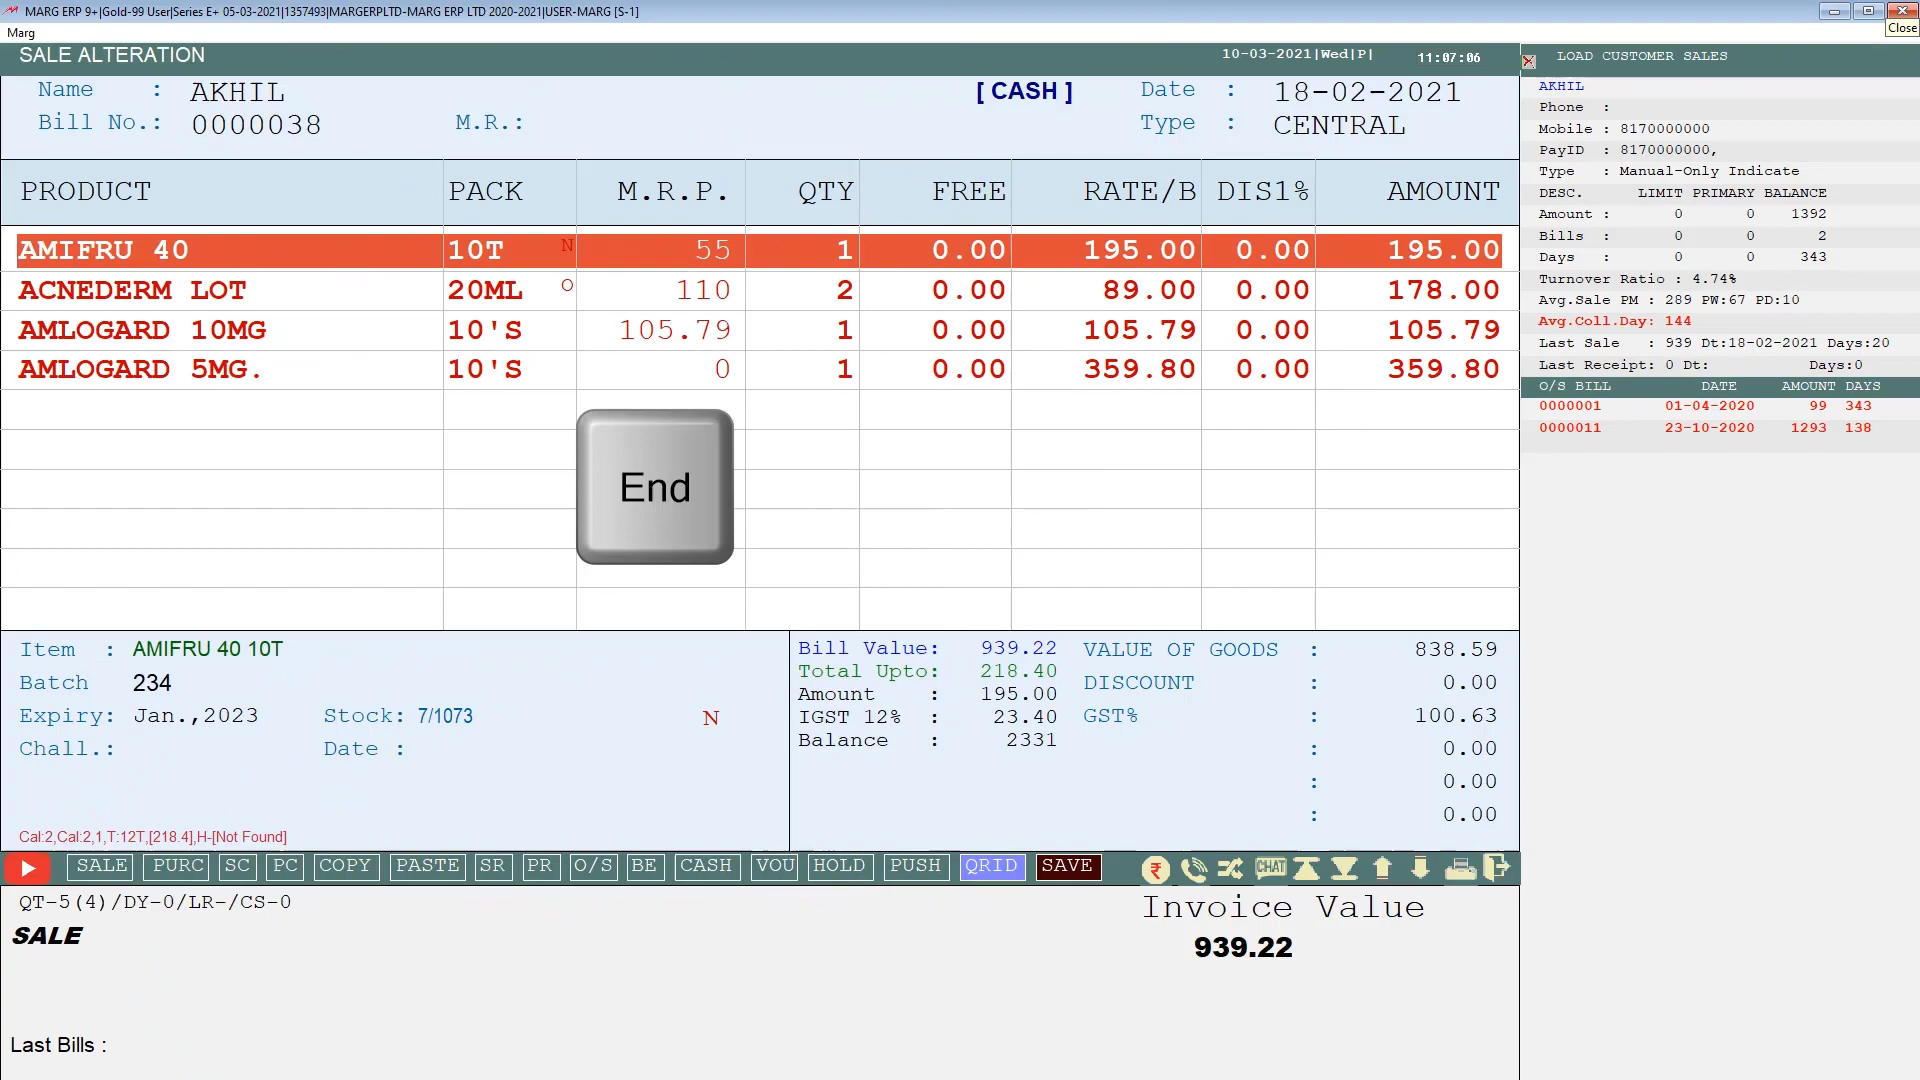 MARG ERP 9+|Gold-99 User|Series E+ 05-03-2021|1357493|MARGERPLTD-MARG ERP LTD 2020-2021|USER-MARG [S-1]
Close
Marg
SALE ALTERATION 10-03-2021|Wed|P| 11:07:06
Name : AKHIL [ CASH ] Date : 18-02-2021
Bill No.: 0000038 M.R.: Type : CENTRAL
PRODUCT PACK M.R.P. QTY FREE RATE/B DIS1% AMOUNT
AMIFRU 40 10T N 55 1 0.00 195.00 0.00 195.00
ACNEDERM LOT 20ML O 110 2 0.00 89.00 0.00 178.00
AMLOGARD 10MG 10'S 105.79 1 0.00 105.79 0.00 105.79
AMLOGARD 5MG. 10'S 0 1 0.00 359.80 0.00 359.80
End
Item : AMIFRU 40 10T
Batch 234
Expiry: Jan.,2023 Stock: 7/1073 N
Chall.: Date :
Cal:2,Cal:2,1,T:12T,[218.4],H-[Not Found]
Bill Value: 939.22
Total Upto: 218.40
Amount : 195.00
IGST 12% : 23.40
Balance : 2331
VALUE OF GOODS : 838.59
DISCOUNT : 0.00
GST% : 100.63
: 0.00
: 0.00
: 0.00
SALE PURC SC PC COPY PASTE SR PR O/S BE CASH VOU HOLD PUSH QRID SAVE CHAT
QT-5(4)/DY-0/LR-/CS-0
SALE
Invoice Value
939.22
Last Bills :
LOAD CUSTOMER SALES
AKHIL
Phone :
Mobile : 8170000000
PayID : 8170000000,
Type : Manual-Only Indicate
DESC. LIMIT PRIMARY BALANCE
Amount : 0 0 1392
Bills : 0 0 2
Days : 0 0 343
Turnover Ratio : 4.74%
Avg.Sale PM : 289 PW:67 PD:10
Avg.Coll.Day: 144
Last Sale : 939 Dt:18-02-2021 Days:20
Last Receipt: 0 Dt: Days:0
O/S BILL DATE AMOUNT DAYS
0000001 01-04-2020 99 343
0000011 23-10-2020 1293 138